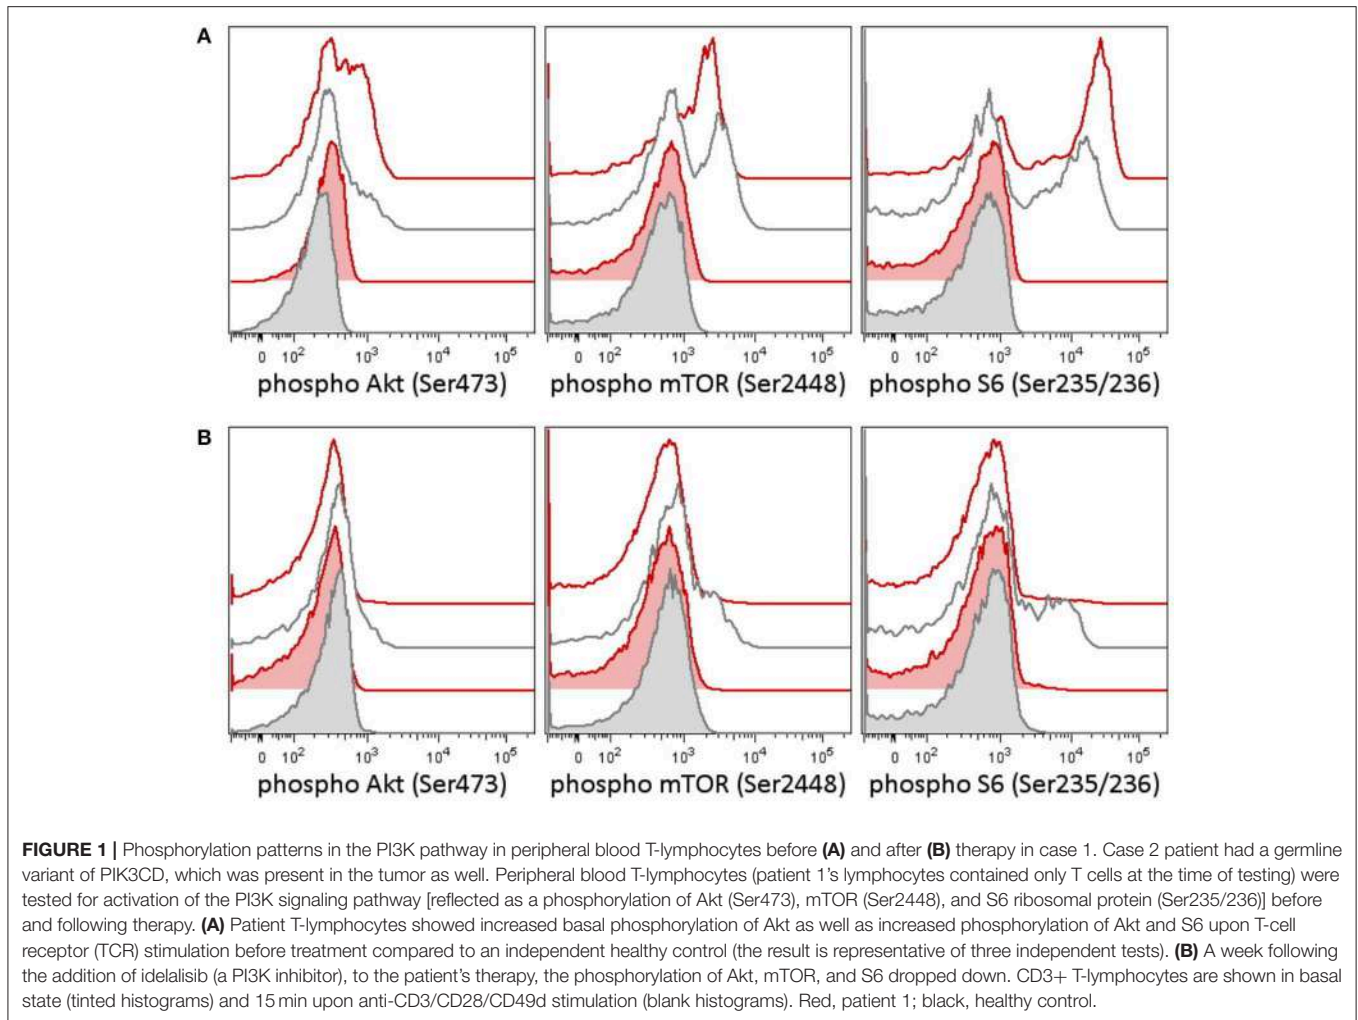 A
0 10² 10³ 10⁴ 10⁵ 0 10² 10³ 10⁴ 10⁵ 0 10² 10³ 10⁴ 10⁵
phospho Akt (Ser473) phospho mTOR (Ser2448) phospho S6 (Ser235/236)
B
0 10² 10³ 10⁴ 10⁵ 0 10² 10³ 10⁴ 10⁵ 0 10² 10³ 10⁴ 10⁵
phospho Akt (Ser473) phospho mTOR (Ser2448) phospho S6 (Ser235/236)
FIGURE 1 | Phosphorylation patterns in the PI3K pathway in peripheral blood T-lymphocytes before (A) and after (B) therapy in case 1. Case 2 patient had a germline
variant of PIK3CD, which was present in the tumor as well. Peripheral blood T-lymphocytes (patient 1's lymphocytes contained only T cells at the time of testing) were
tested for activation of the PI3K signaling pathway [reflected as a phosphorylation of Akt (Ser473), mTOR (Ser2448), and S6 ribosomal protein (Ser235/236)] before
and following therapy. (A) Patient T-lymphocytes showed increased basal phosphorylation of Akt as well as increased phosphorylation of Akt and S6 upon T-cell
receptor (TCR) stimulation before treatment compared to an independent healthy control (the result is representative of three independent tests). (B) A week following
the addition of idelalisib (a PI3K inhibitor), to the patient's therapy, the phosphorylation of Akt, mTOR, and S6 dropped down. CD3+ T-lymphocytes are shown in basal
state (tinted histograms) and 15 min upon anti-CD3/CD28/CD49d stimulation (blank histograms). Red, patient 1; black, healthy control.